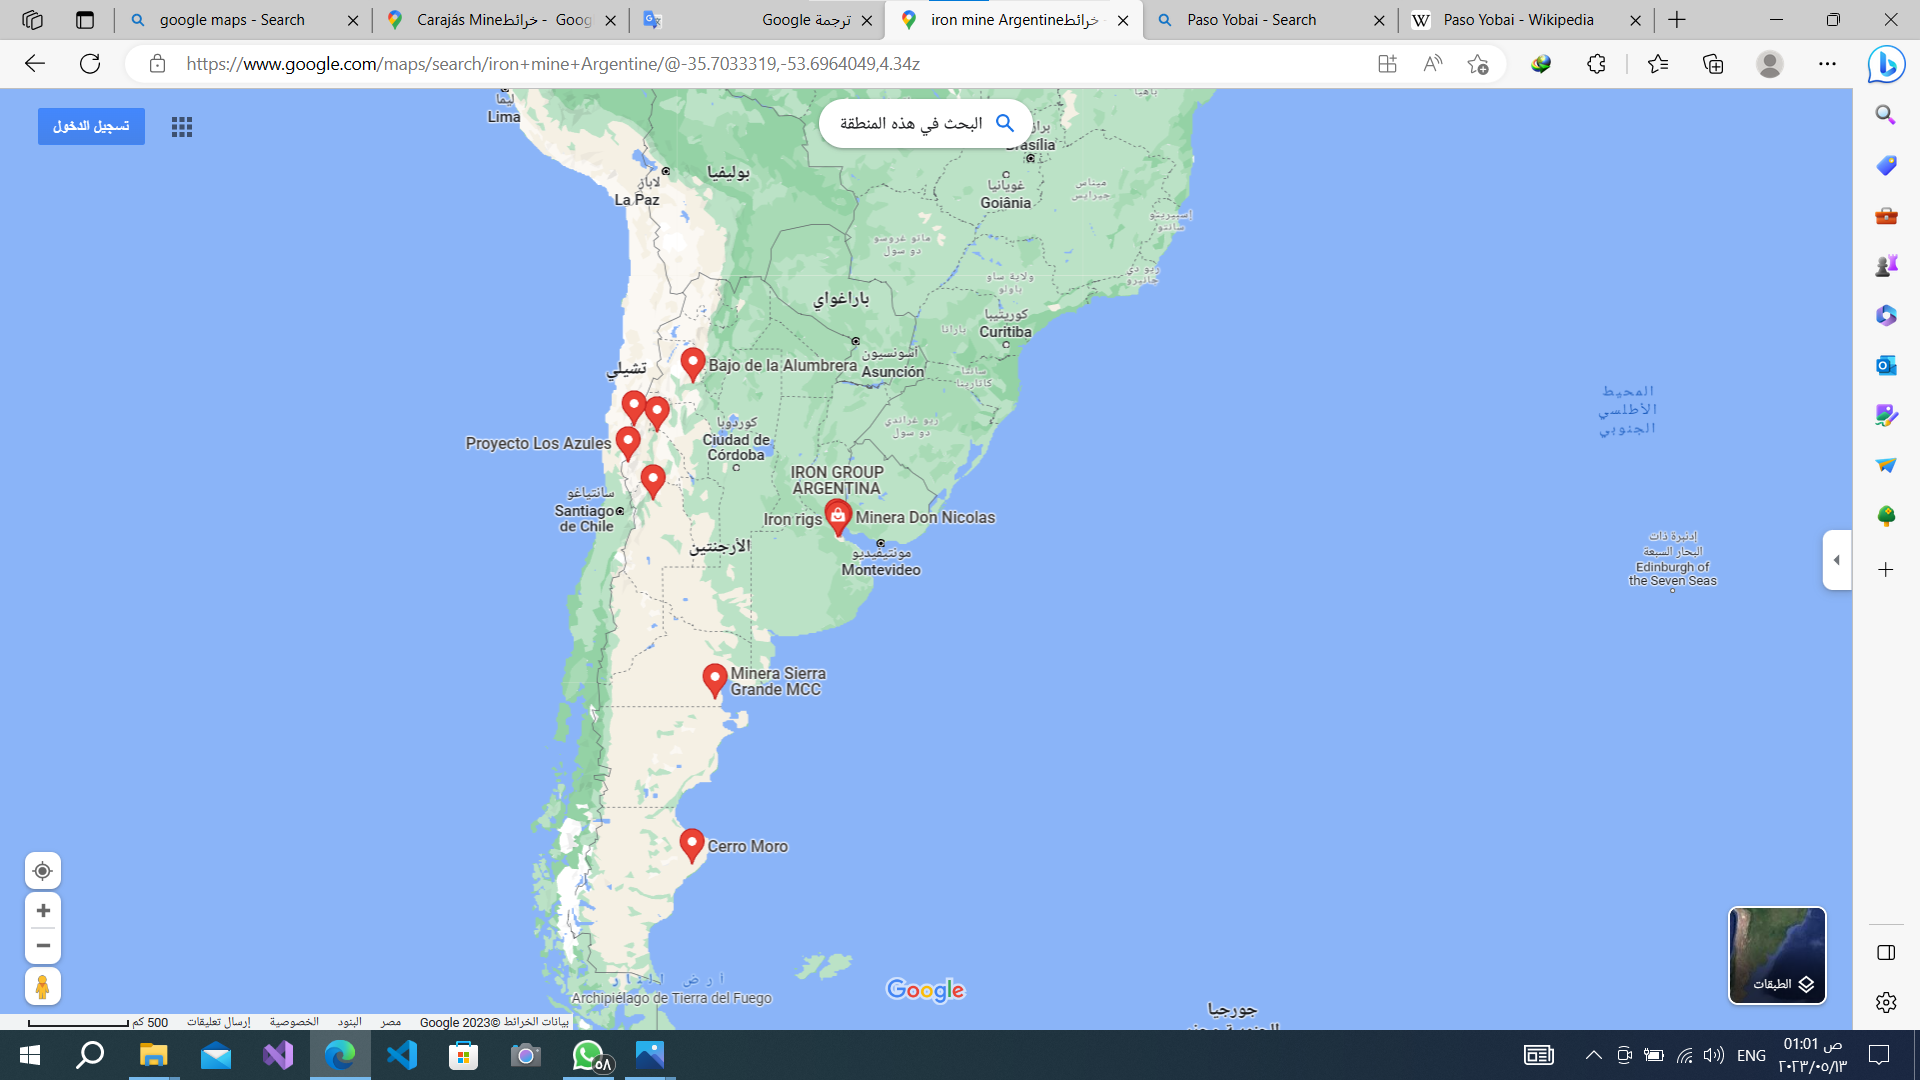 google maps - Search
Carajás Mine - خرائط Goog
ترجمة Google
iron mine Argentine - خرائط
Paso Yobai - Search
Paso Yobai - Wikipedia
https://www.google.com/maps/search/iron+mine+Argentine/@-35.7033319,-53.6964049,4.34z
تسجيل الدخول
البحث في هذه المنطقة
ليما
Lima
باهيا
Brasília
بوليفيا
لاباز
La Paz
غويانيا
Goiânia
ميناس
جيرايس
إسبيريتو
سانتو
ماتو غروسو
دو سول
ولاية ساو
باولو
ريو دي
جانيرو
باراغواي
كوريتيبا
Curitiba
بارانا
أسونسيون
Asunción
سانتا
كاتارينا
تشيلي
Bajo de la Alumbrera
المحيط
الأطلسي
الجنوبي
كوردوبا
Ciudad de
Córdoba
ريو غراندي
دو سول
Proyecto Los Azules
IRON GROUP
ARGENTINA
سانتياغو
Santiago
de Chile
Iron rigs
Minera Don Nicolas
الأرجنتين
مونتيفيديو
Montevideo
إدنبرة ذات
البحار السبعة
Edinburgh of
the Seven Seas
Minera Sierra
Grande MCC
Cerro Moro
أرض النار
Archipiélago de Tierra del Fuego
Google
جورجيا
الطبقات
500 كم
إرسال تعليقات
الخصوصية
البنود
مصر
بيانات الخرائط ©2023 Google
٥٨
ENG
01:01 ص
٢٠٢٣/٠٥/١٣